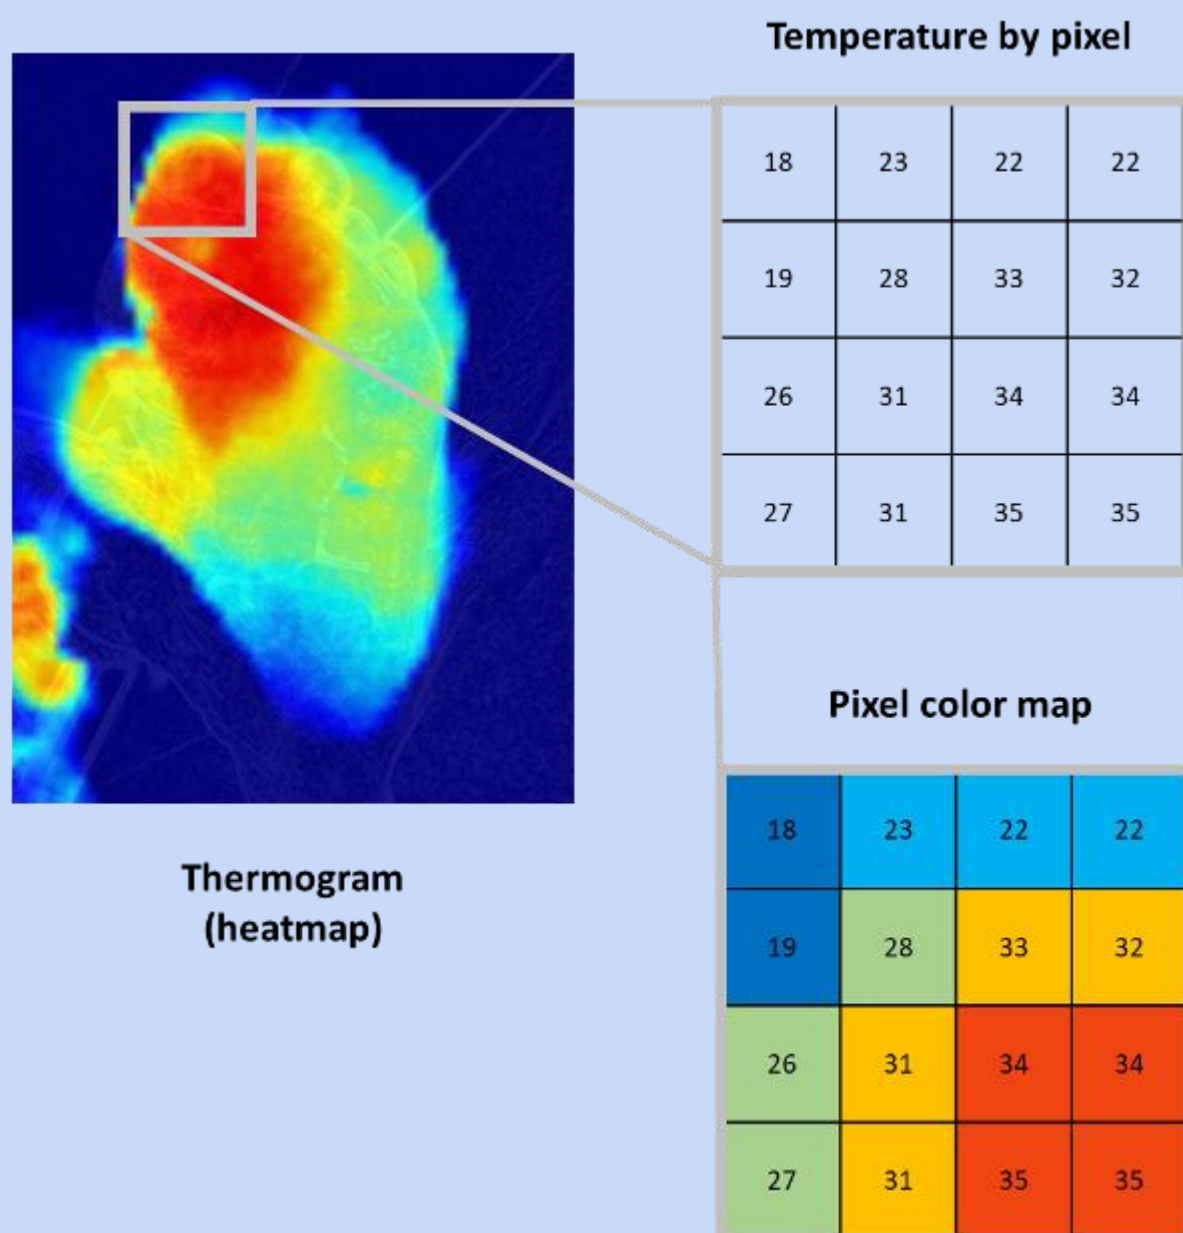 Temperature by pixel
18 23 22 22
19 28 33 32
26 31 34 34
27 31 35 35
Pixel color map
18 23 22 22
19 28 33 32
26 31 34 34
27 31 35 35
Thermogram
(heatmap)